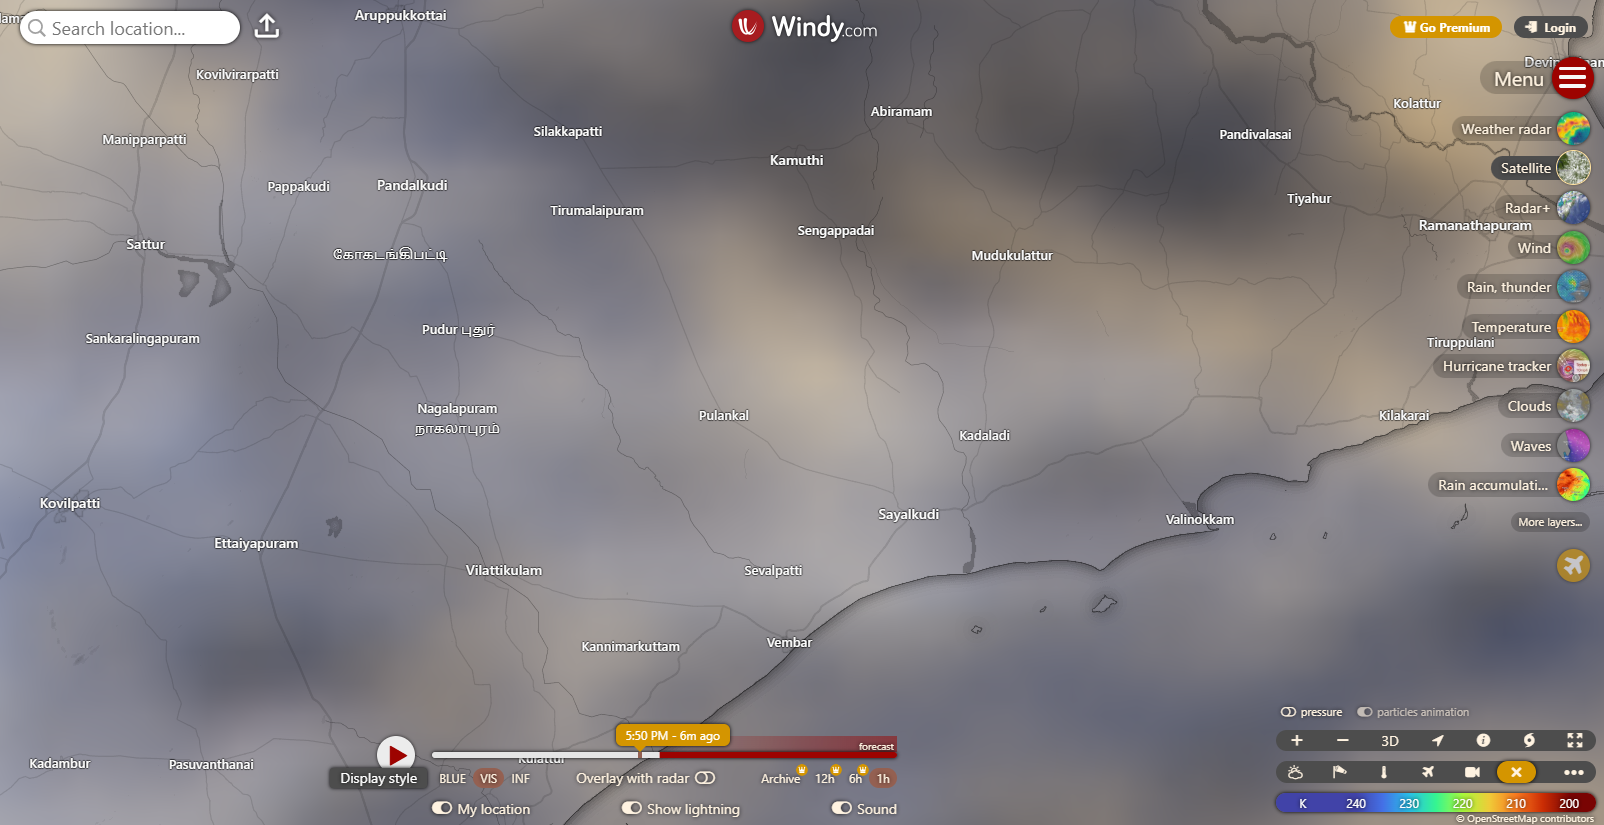 Aruppukkottai
Search location...
Windy.com
Go Premium
Login
Kovilvirarpatti
Menu
Kolattur
Abiramam
Weather radar
Silakkapatti
Pandivalasai
Manipparpatti
Kamuthi
Satellite
Pappakudi
Pandalkudi
Tiyahur
Radar+
Tirumalaipuram
Ramanathapuram
Sengappadai
Sattur
Wind
கோகடங்கிபட்டி
Mudukulattur
Rain, thunder
Pudur புதுர்
Temperature
Sankaralingapuram
Tiruppulani
Hurricane tracker
Nagalapuram
நாகலாபுரம்
Clouds
Pulankal
Kilakarai
Kadaladi
Waves
Rain accumulati...
Kovilpatti
Sayalkudi
Valinokkam
More layers...
Ettaiyapuram
Vilattikulam
Sevalpatti
Kannimarkuttam
Vembar
pressure
particles animation
5:50 PM - 6m ago
3D
forecast
Kadambur
Pasuvanthanai
Kulattur
Display style
BLUE VIS INF
Overlay with radar
Archive 12h 6h 1h
My location
Show lightning
Sound
K 240 230 220 210 200
© OpenStreetMap contributors